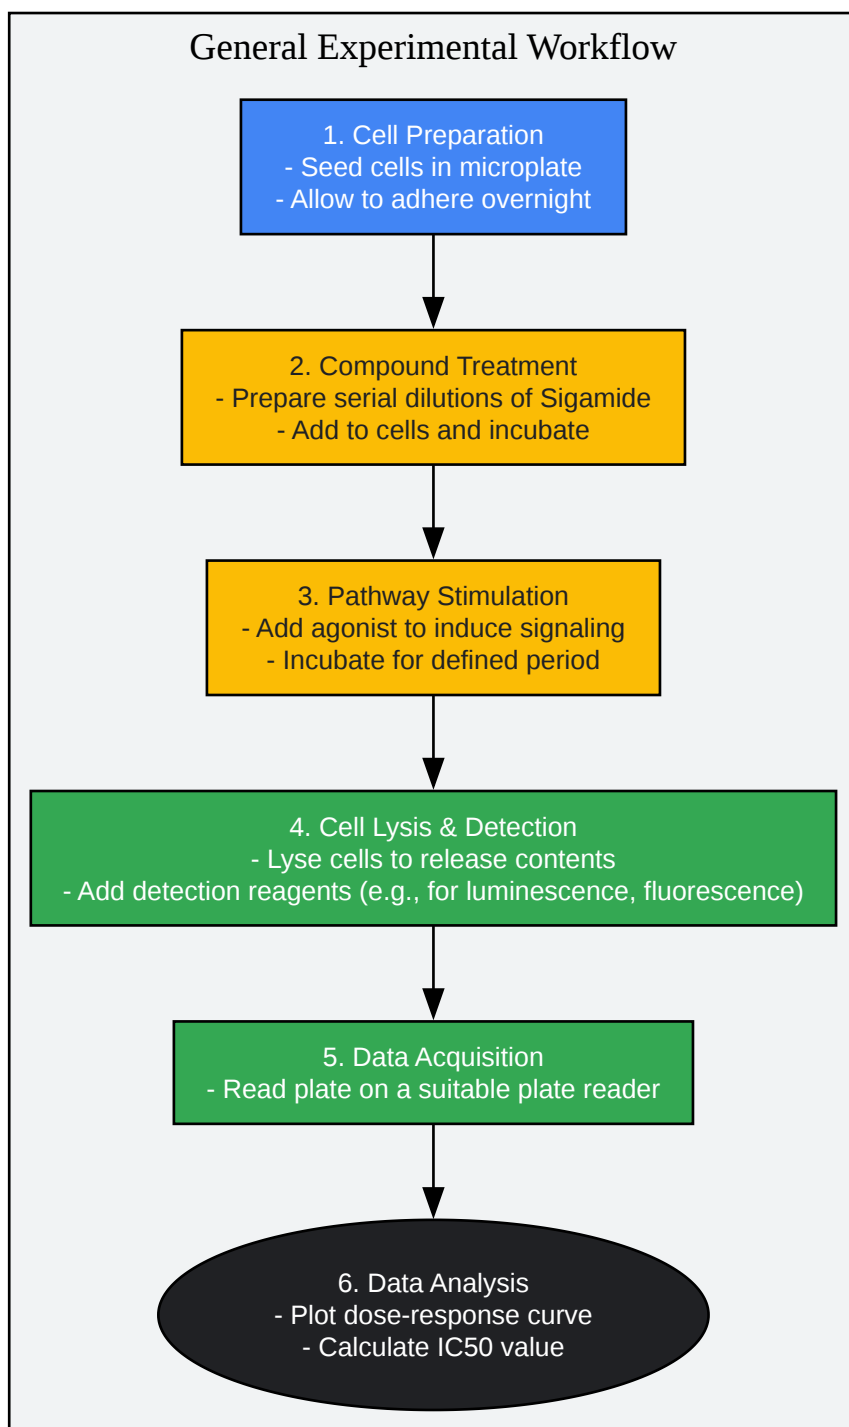 General Experimental Workflow
1. Cell Preparation
- Seed cells in microplate
- Allow to adhere overnight
2. Compound Treatment
- Prepare serial dilutions of Sigamide
- Add to cells and incubate
3. Pathway Stimulation
- Add agonist to induce signaling
- Incubate for defined period
4. Cell Lysis & Detection
- Lyse cells to release contents
- Add detection reagents (e.g., for luminescence, fluorescence)
5. Data Acquisition
- Read plate on a suitable plate reader
6. Data Analysis
- Plot dose-response curve
- Calculate IC50 value